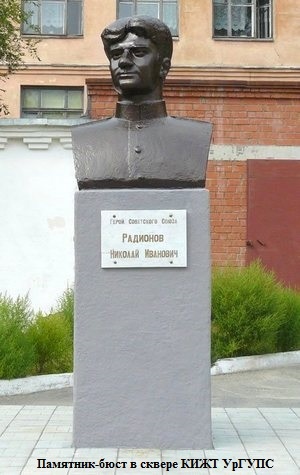 Герой Советского Союза
Радионов
Николай Иванович
Памятник-бюст в сквере КИЖТ УрГУПС